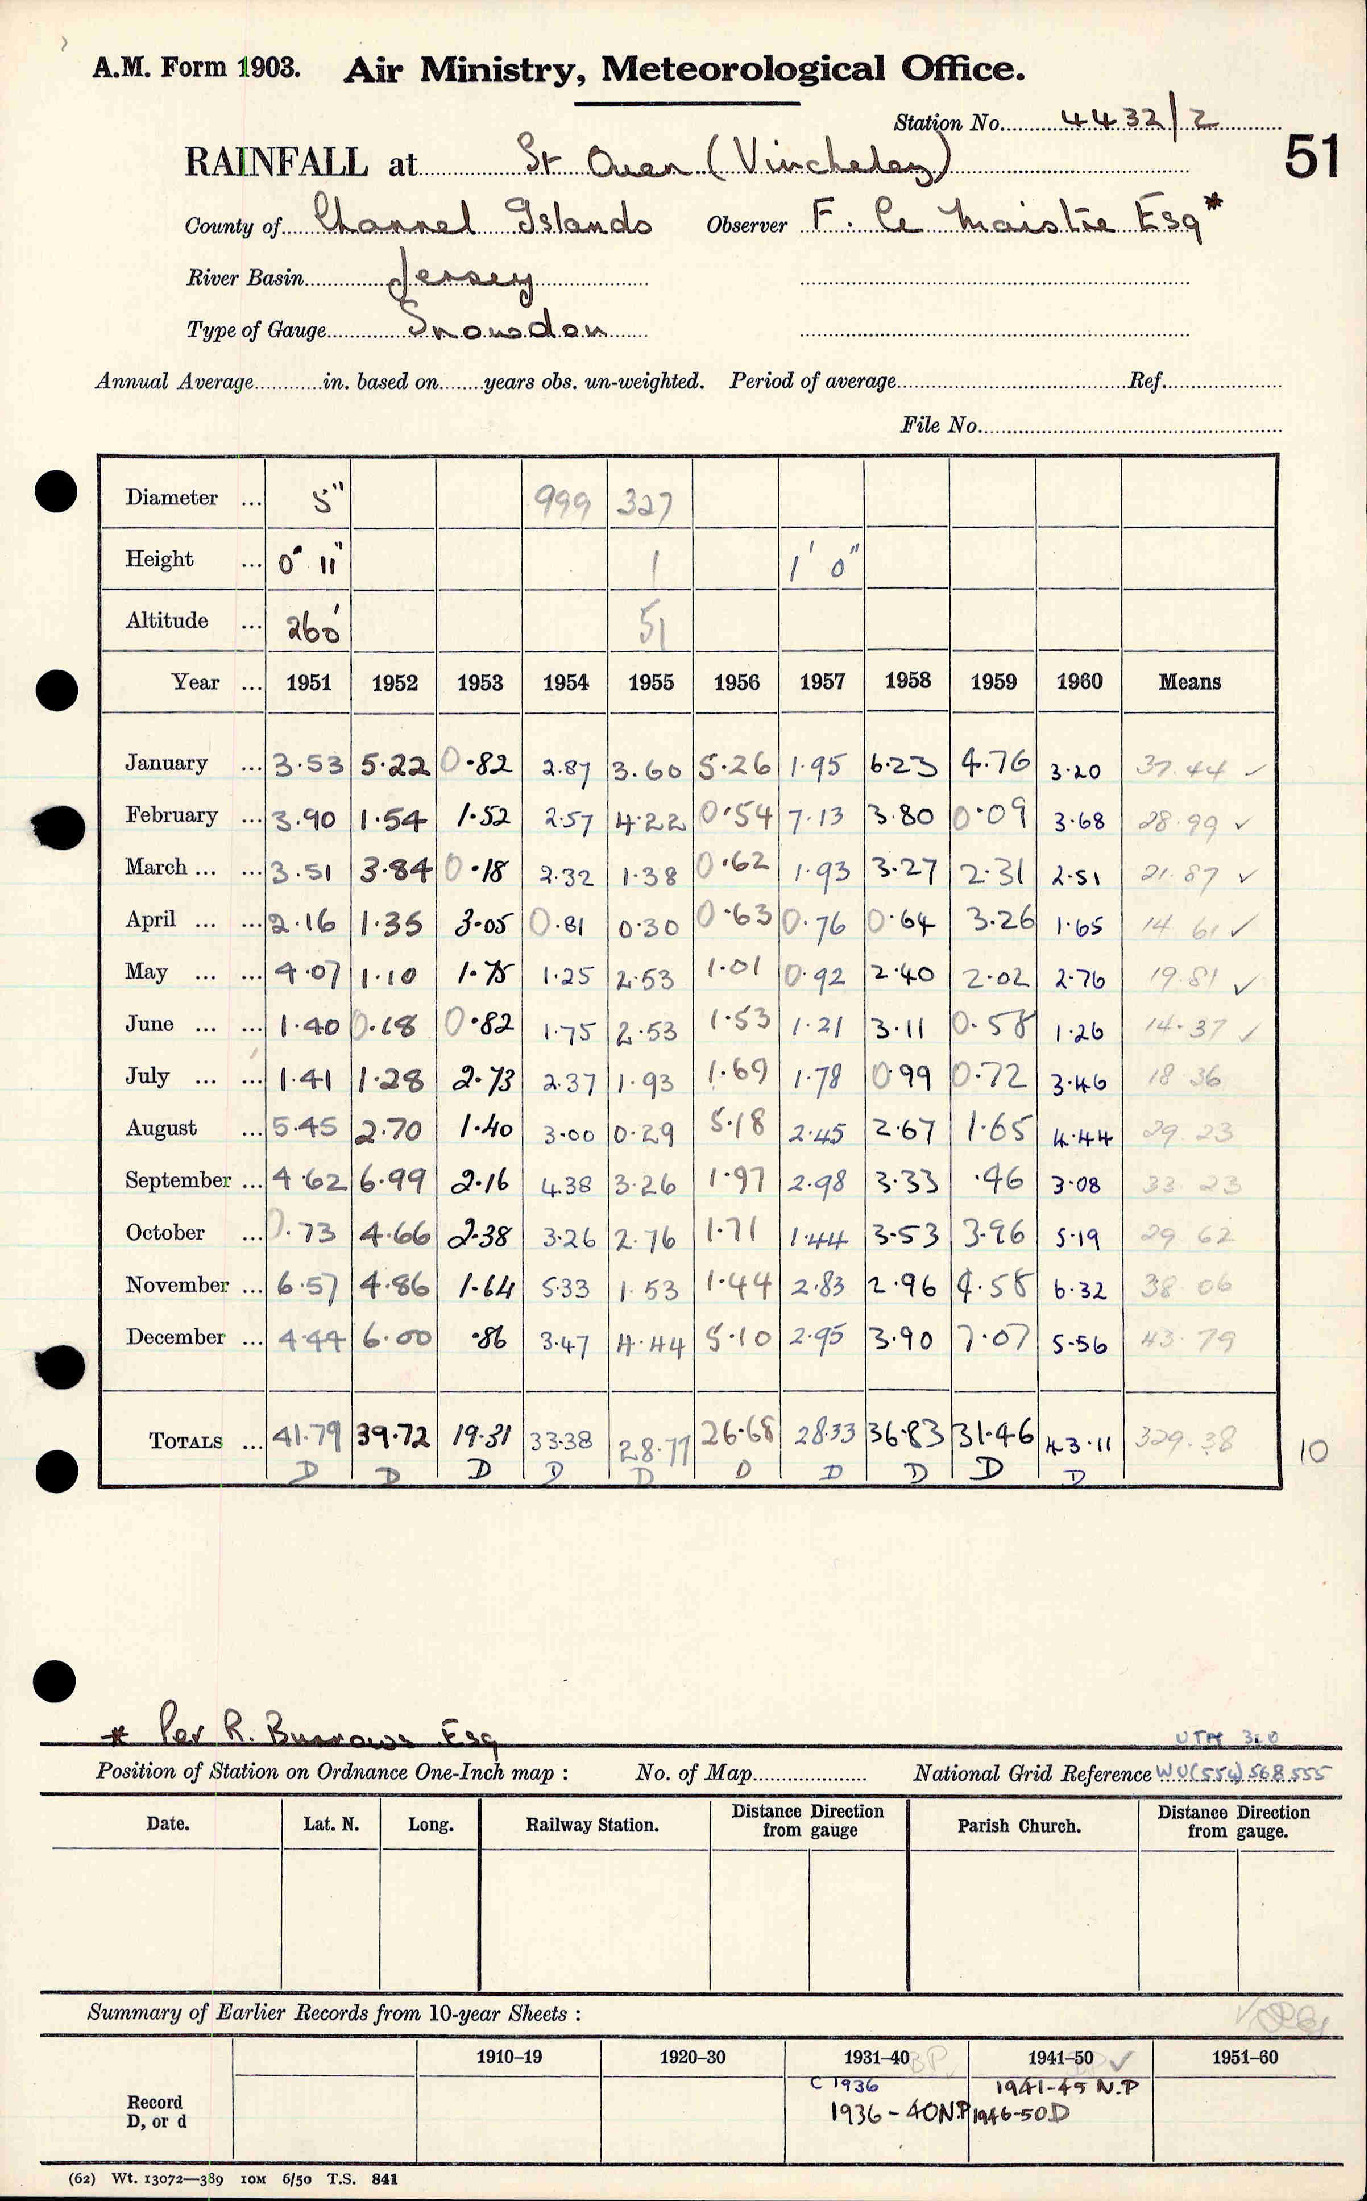 A.M. Form 1903. Air Ministry, Meteorological Office.
Station No. 4432/2
51
RAINFALL at St Ouen (Vincheley)
County of Channel Islands Observer F. Le Maistre Esq*
River Basin Jersey
Type of Gauge Snowdon
Annual Average in. based on years obs. un-weighted. Period of average Ref.
File No.
Diameter ... 5" 999 327
Height ... 0' 11" 1 1' 0"
Altitude ... 260' 51
Year ... 1951 1952 1953 1954 1955 1956 1957 1958 1959 1960 Means
January ... 3.53 5.22 0.82 2.87 3.60 5.26 1.95 6.23 4.76 3.20 37.44 ✓
February ... 3.90 1.54 1.52 2.57 4.22 0.54 7.13 3.80 0.09 3.68 28.99 ✓
March ... ... 3.51 3.84 0.18 2.32 1.38 0.62 1.93 3.27 2.31 2.51 21.87 ✓
April ... ... 2.16 1.35 3.05 0.81 0.30 0.63 0.76 0.64 3.26 1.65 14.61 ✓
May ... ... 4.07 1.10 1.75 1.25 2.53 1.01 0.92 2.40 2.02 2.76 19.81 ✓
June ... ... 1.40 0.18 0.82 1.75 2.53 1.53 1.21 3.11 0.58 1.26 14.37 ✓
July ... ... 1.41 1.28 2.73 2.37 1.93 1.69 1.78 0.99 0.72 3.46 18 36
August ... 5.45 2.70 1.40 3.00 0.29 5.18 2.45 2.67 1.65 4.44 29.23
September ... 4.62 6.99 2.16 4.38 3.26 1.97 2.98 3.33 .46 3.08 33 23
October ... 0.73 4.66 2.38 3.26 2.76 1.71 1.44 3.53 3.96 5.19 29 62
November ... 6.57 4.86 1.64 5.33 1.53 1.44 2.83 2.96 4.58 6.32 38 06
December ... 4.44 6.00 .86 3.47 4.44 5.10 2.95 3.90 7.07 5.56 43.79
TOTALS ... 41.79 39.72 19.31 33.38 28.77 26.68 28.33 36.83 31.46 43.11 329.38 10
D D D D D D D D D D
* Per R. Burrows Esq
UTM 3
Position of Station on Ordnance One-Inch map : No. of Map National Grid Reference WV(554) 568 555
Date. Lat. N. Long. Railway Station. Distance Direction from gauge Parish Church. Distance Direction from gauge.
Summary of Earlier Records from 10-year Sheets :
1910–19 1920–30 1931–40 1941–50 ✓ 1951–60
Record D, or d
C 1936 1941-45 N.P
1936 - 40 N.P 1946-50 D
(62) Wt. 13072—389 10M 6/50 T.S. 841